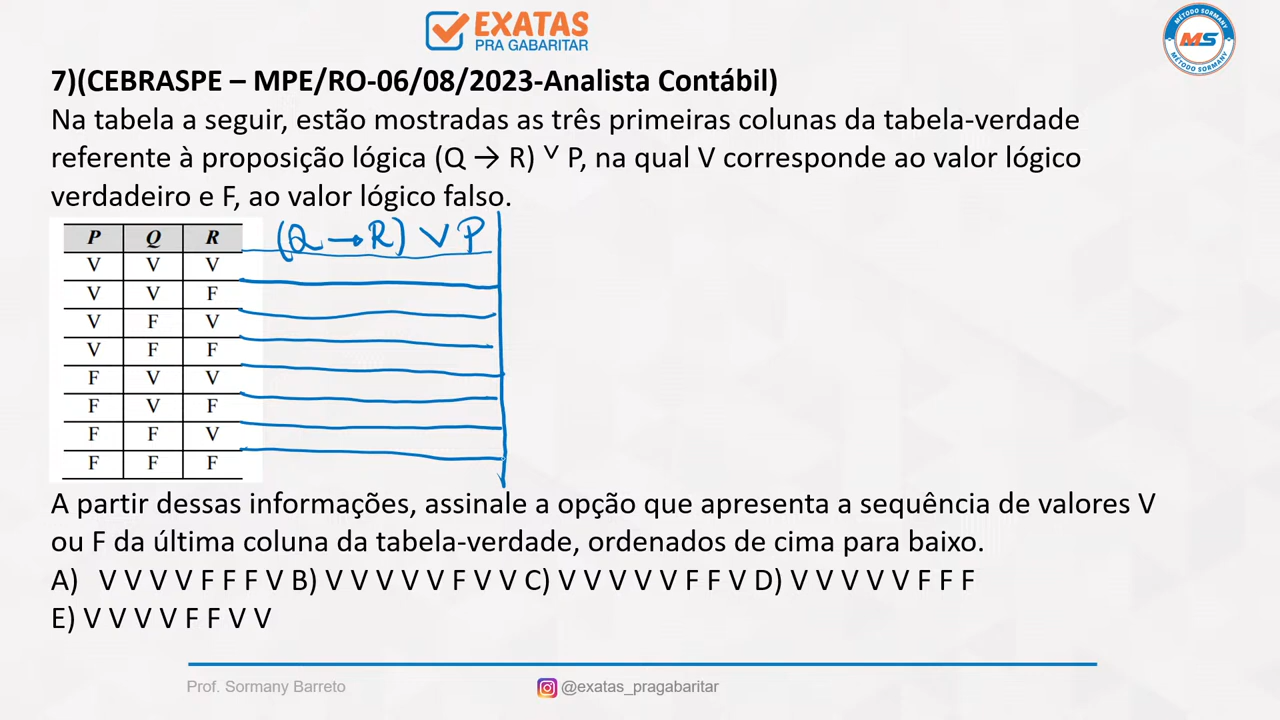 EXATAS
PRA GABARITAR
MÉTODO SORMANY
MS
MÉTODO SORMANY
7)(CEBRASPE – MPE/RO-06/08/2023-Analista Contábil)
Na tabela a seguir, estão mostradas as três primeiras colunas da tabela-verdade
referente à proposição lógica (Q → R) ˅ P, na qual V corresponde ao valor lógico
verdadeiro e F, ao valor lógico falso.
P Q R (Q → R) ∨ P
V V V
V V F
V F V
V F F
F V V
F V F
F F V
F F F
A partir dessas informações, assinale a opção que apresenta a sequência de valores V
ou F da última coluna da tabela-verdade, ordenados de cima para baixo.
A) V V V V F F F V B) V V V V V F V V C) V V V V V F F V D) V V V V V F F F
E) V V V V F F V V
Prof. Sormany Barreto @exatas_pragabaritar